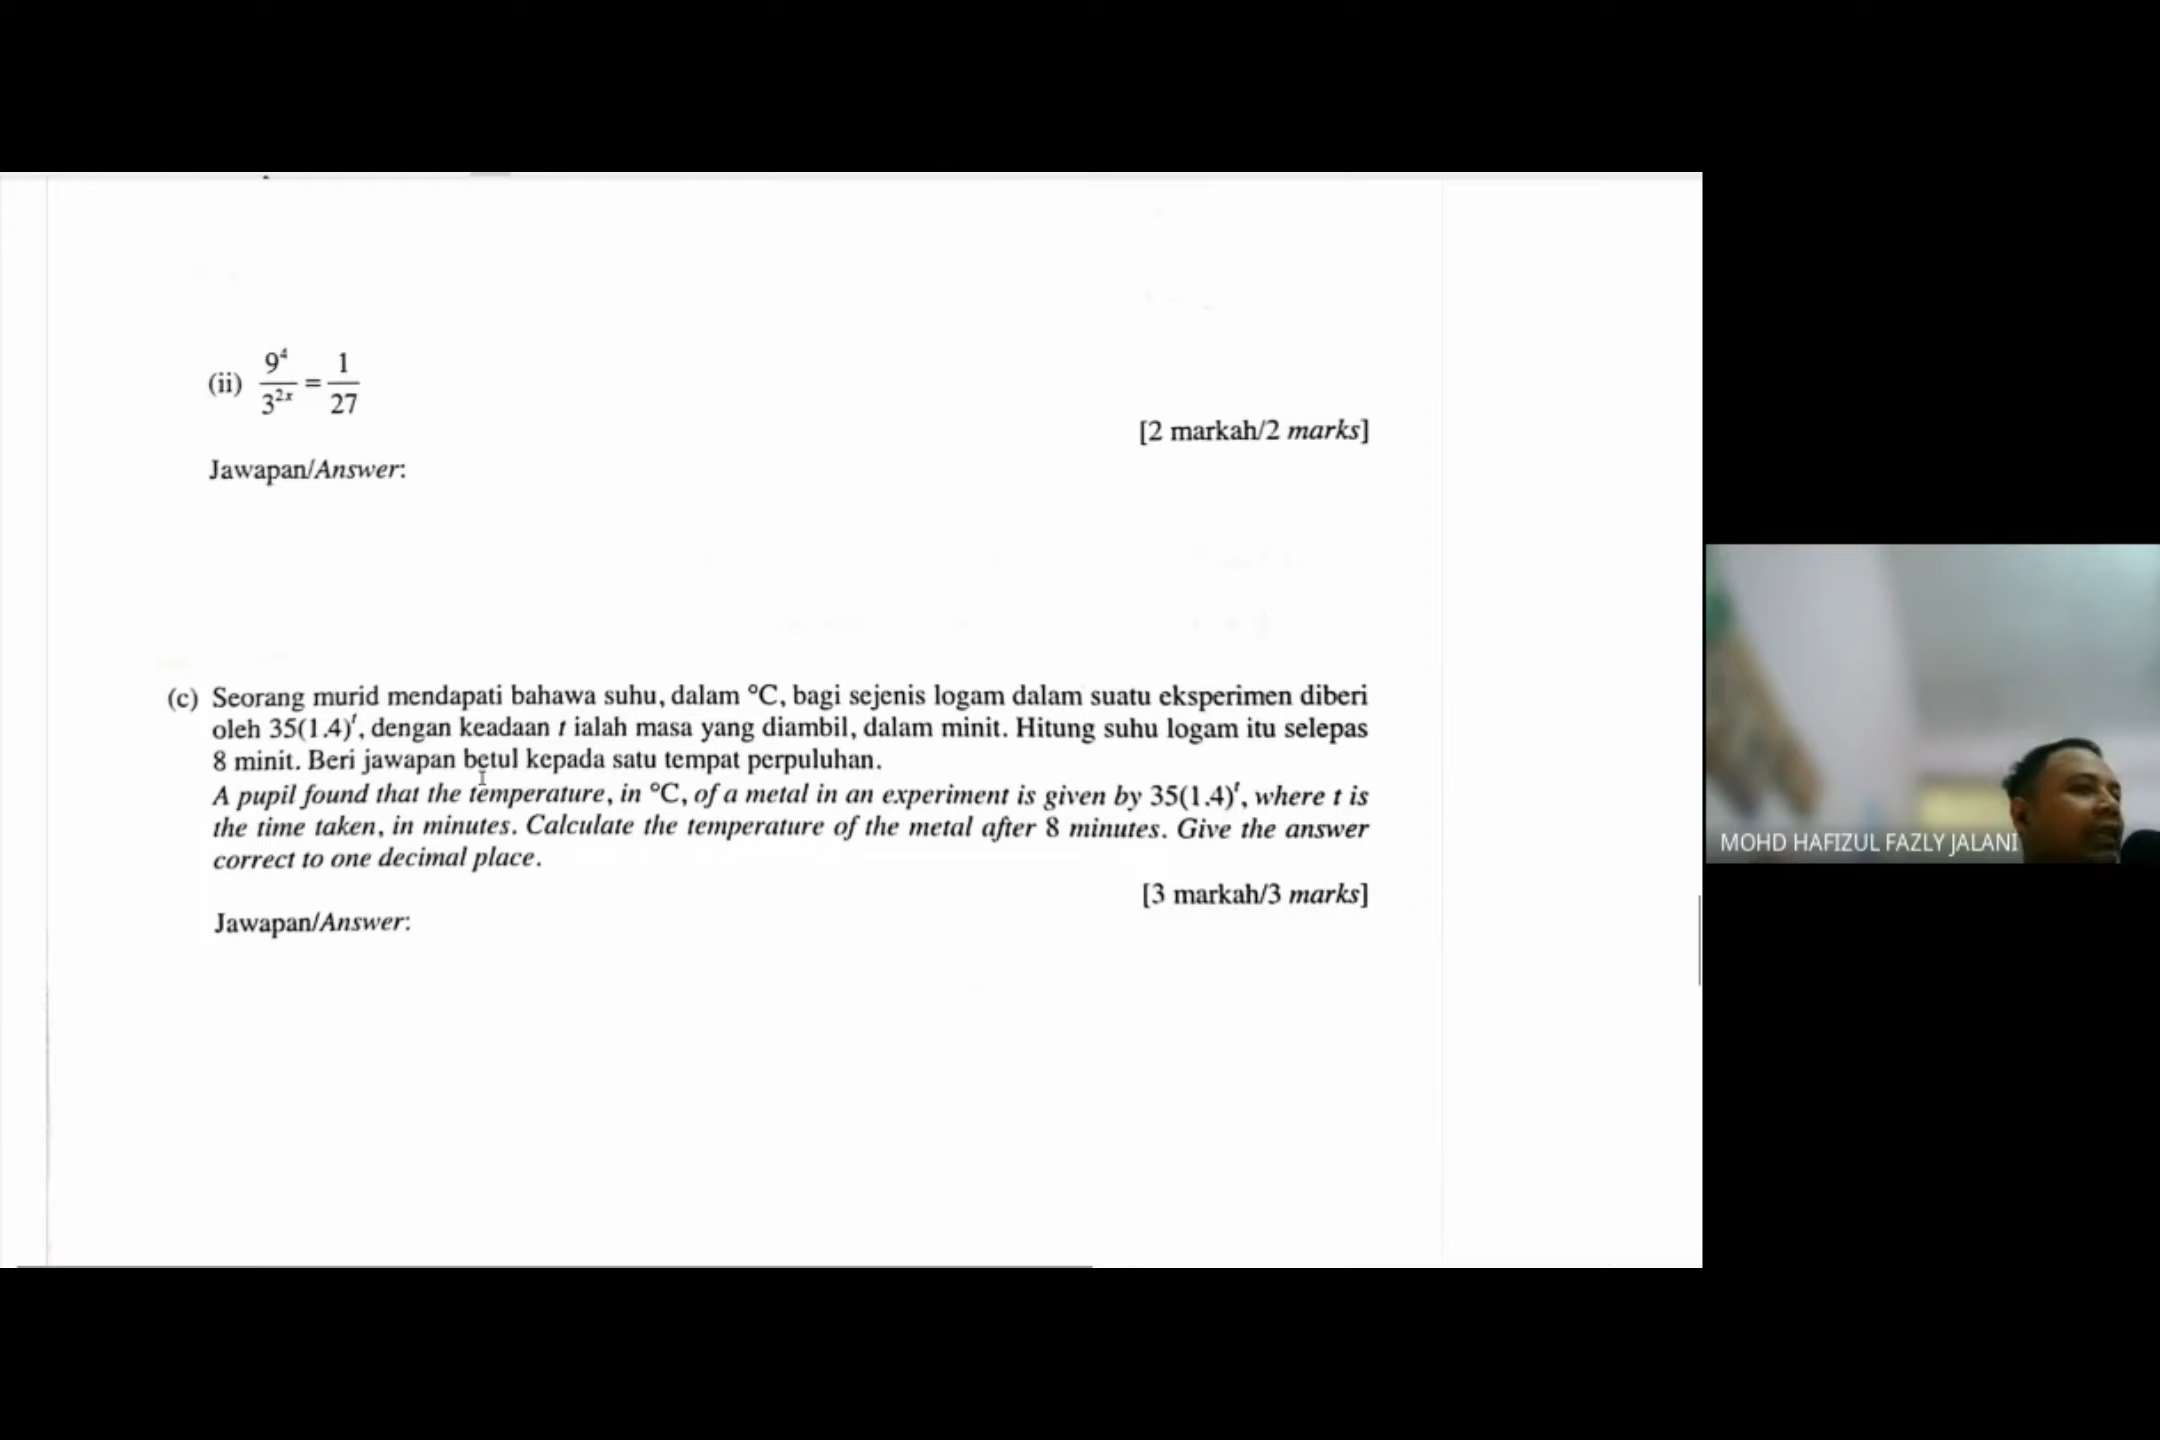 (ii) 9⁴/3²ˣ = 1/27
[2 markah/2 marks]
Jawapan/Answer:
(c) Seorang murid mendapati bahawa suhu, dalam °C, bagi sejenis logam dalam suatu eksperimen diberi
oleh 35(1.4)ᵗ, dengan keadaan t ialah masa yang diambil, dalam minit. Hitung suhu logam itu selepas
8 minit. Beri jawapan betul kepada satu tempat perpuluhan.
A pupil found that the temperature, in °C, of a metal in an experiment is given by 35(1.4)ᵗ, where t is
the time taken, in minutes. Calculate the temperature of the metal after 8 minutes. Give the answer
correct to one decimal place.
[3 markah/3 marks]
Jawapan/Answer:
MOHD HAFIZUL FAZLY JALANI